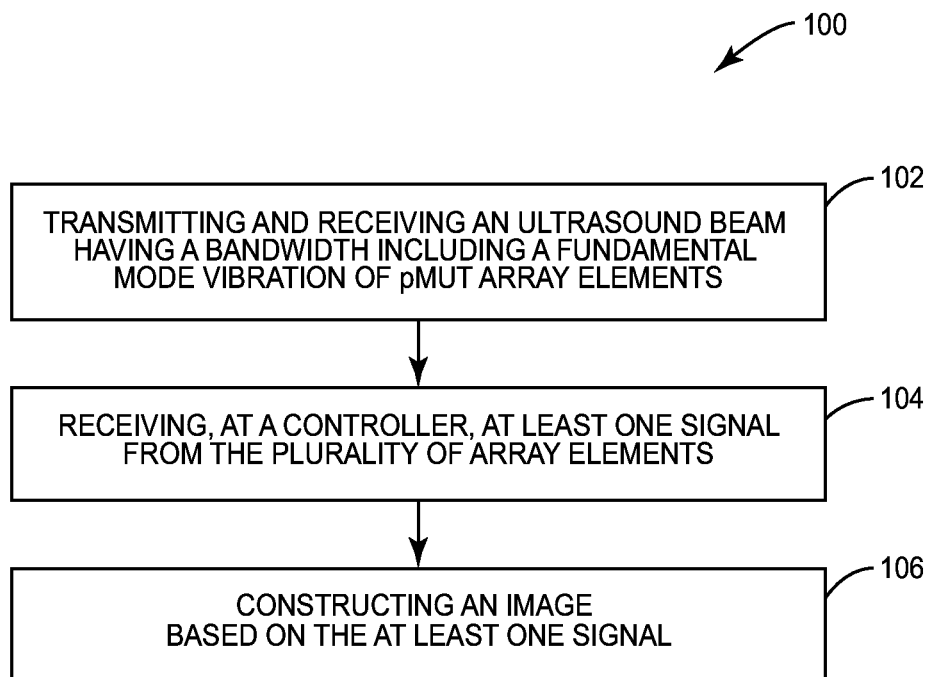 100
102
TRANSMITTING AND RECEIVING AN ULTRASOUND BEAM
HAVING A BANDWIDTH INCLUDING A FUNDAMENTAL
MODE VIBRATION OF pMUT ARRAY ELEMENTS
104
RECEIVING, AT A CONTROLLER, AT LEAST ONE SIGNAL
FROM THE PLURALITY OF ARRAY ELEMENTS
106
CONSTRUCTING AN IMAGE
BASED ON THE AT LEAST ONE SIGNAL